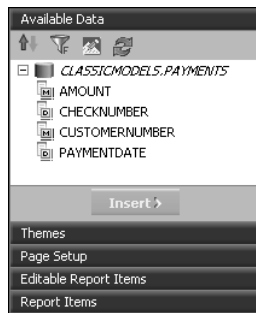 Available Data
CLASSICMODELS.PAYMENTS
AMOUNT
CHECKNUMBER
CUSTOMERNUMBER
PAYMENTDATE
Insert
Themes
Page Setup
Editable Report Items
Report Items